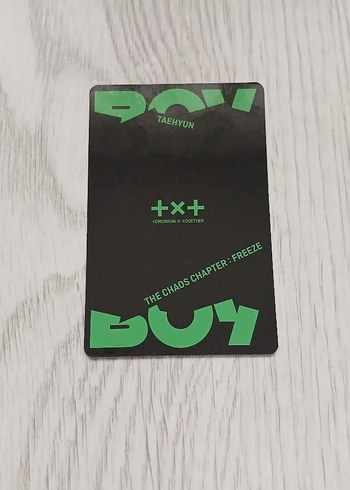 BOY
TAEHYUN
+×+
TOMORROW × TOGETHER
THE CHAOS CHAPTER : FREEZE
BOY